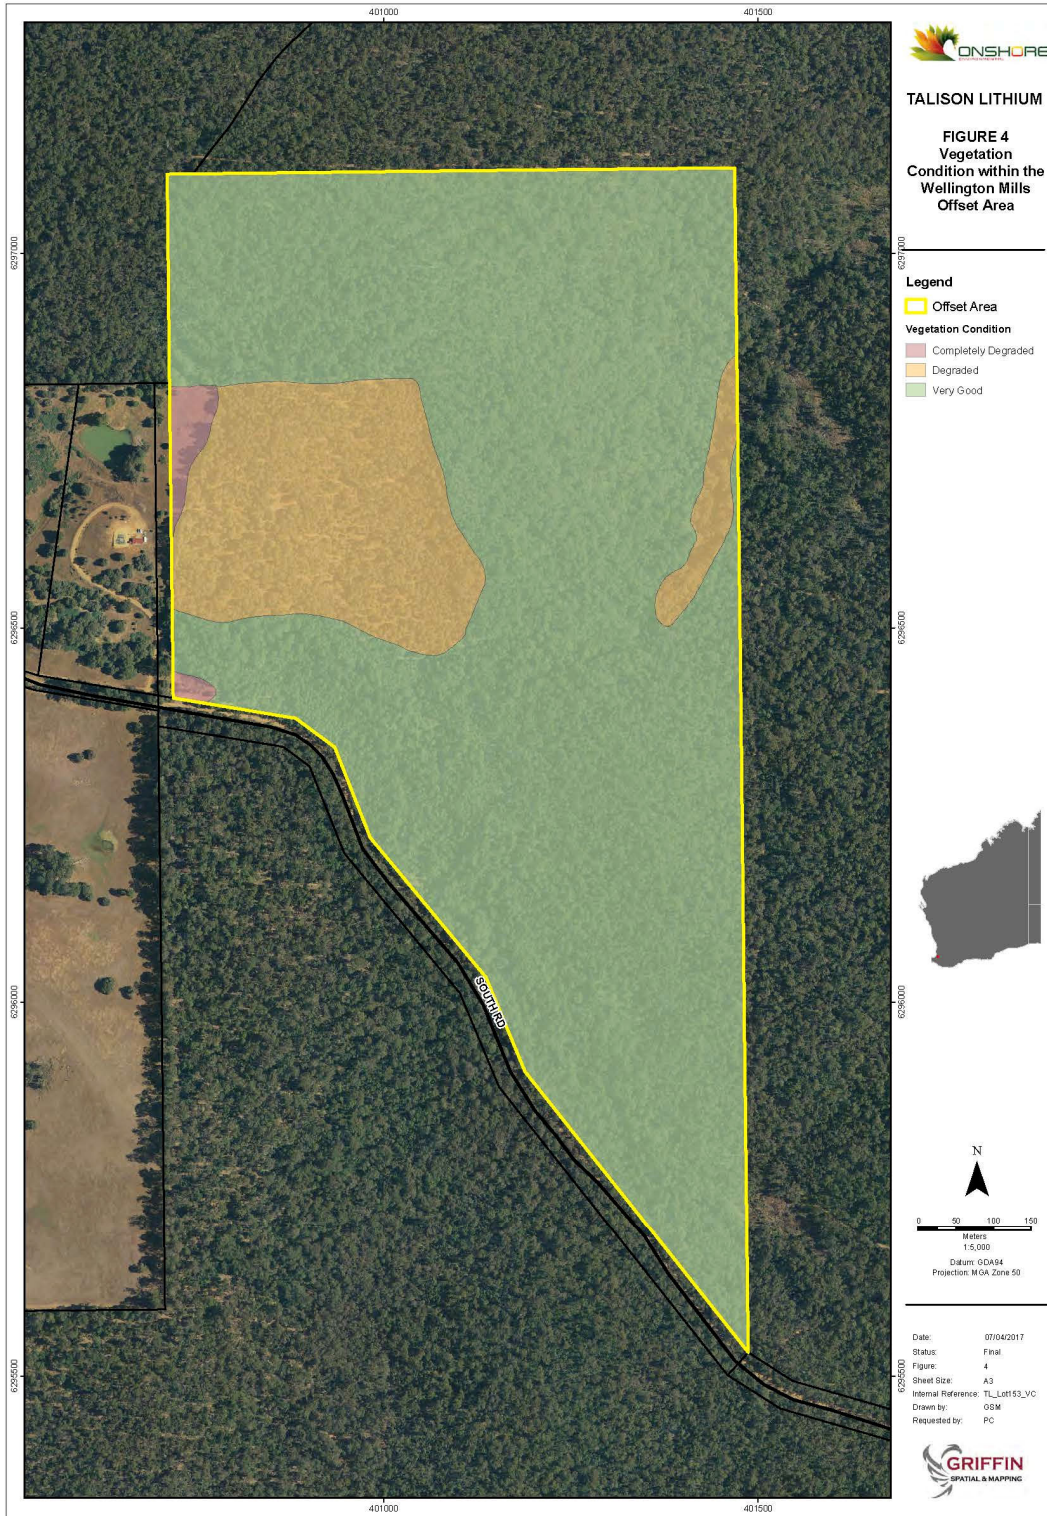 401000
401500
ONSHORE
ENVIRONMENTAL
TALISON LITHIUM
FIGURE 4
Vegetation
Condition within the
Wellington Mills
Offset Area
6297000
6297000
Legend
Offset Area
Vegetation Condition
Completely Degraded
Degraded
Very Good
6296500
6296500
SOUTH RD
6296000
6296000
N
0 50 100 150
Meters
1:5,000
Datum: GDA94
Projection: MGA Zone 50
Date: 07/04/2017
Status: Final
Figure: 4
Sheet Size: A3
Internal Reference: TL_Lot153_VC
Drawn by: GSM
Requested by: PC
6295500
6295500
GRIFFIN
SPATIAL & MAPPING
401000
401500